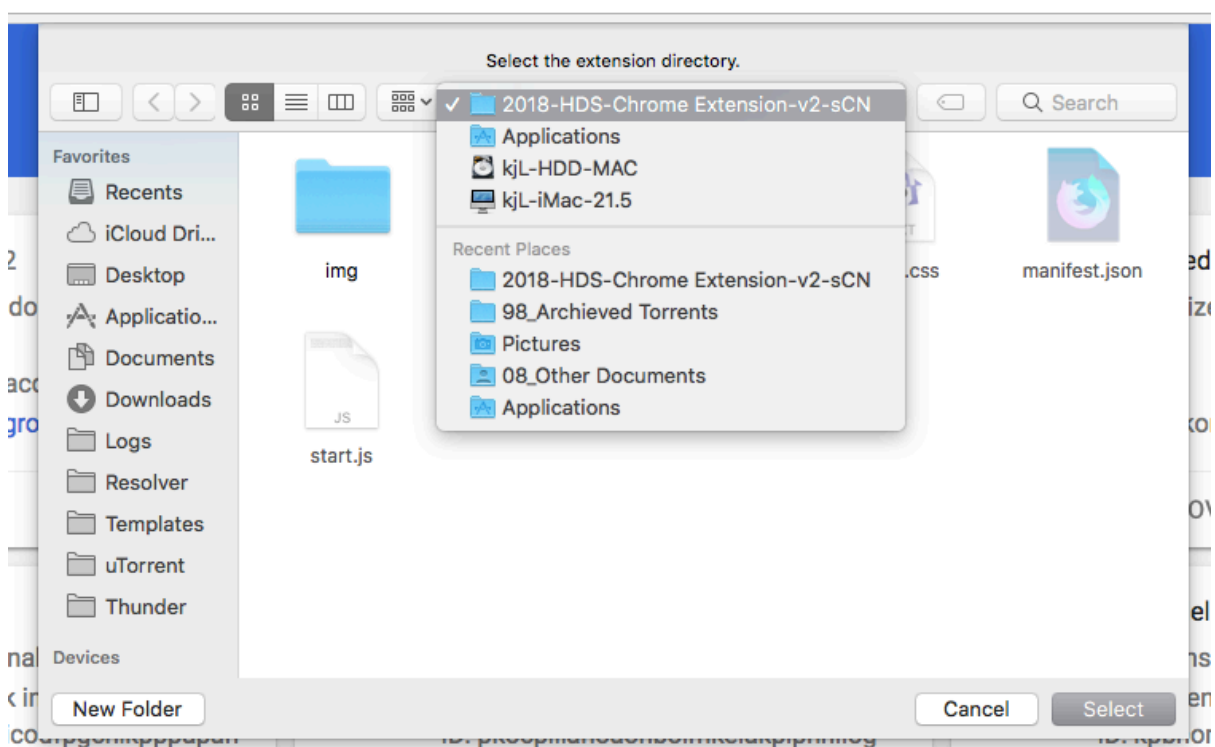 Select the extension directory.
2018-HDS-Chrome Extension-v2-sCN
Search
Applications
kjL-HDD-MAC
kjL-iMac-21.5
Recent Places
2018-HDS-Chrome Extension-v2-sCN
98_Archieved Torrents
Pictures
08_Other Documents
Applications
Favorites
Recents
iCloud Dri...
Desktop
Applicatio...
Documents
Downloads
Logs
Resolver
Templates
uTorrent
Thunder
Devices
img
.css
manifest.json
JS
start.js
New Folder
Cancel
Select